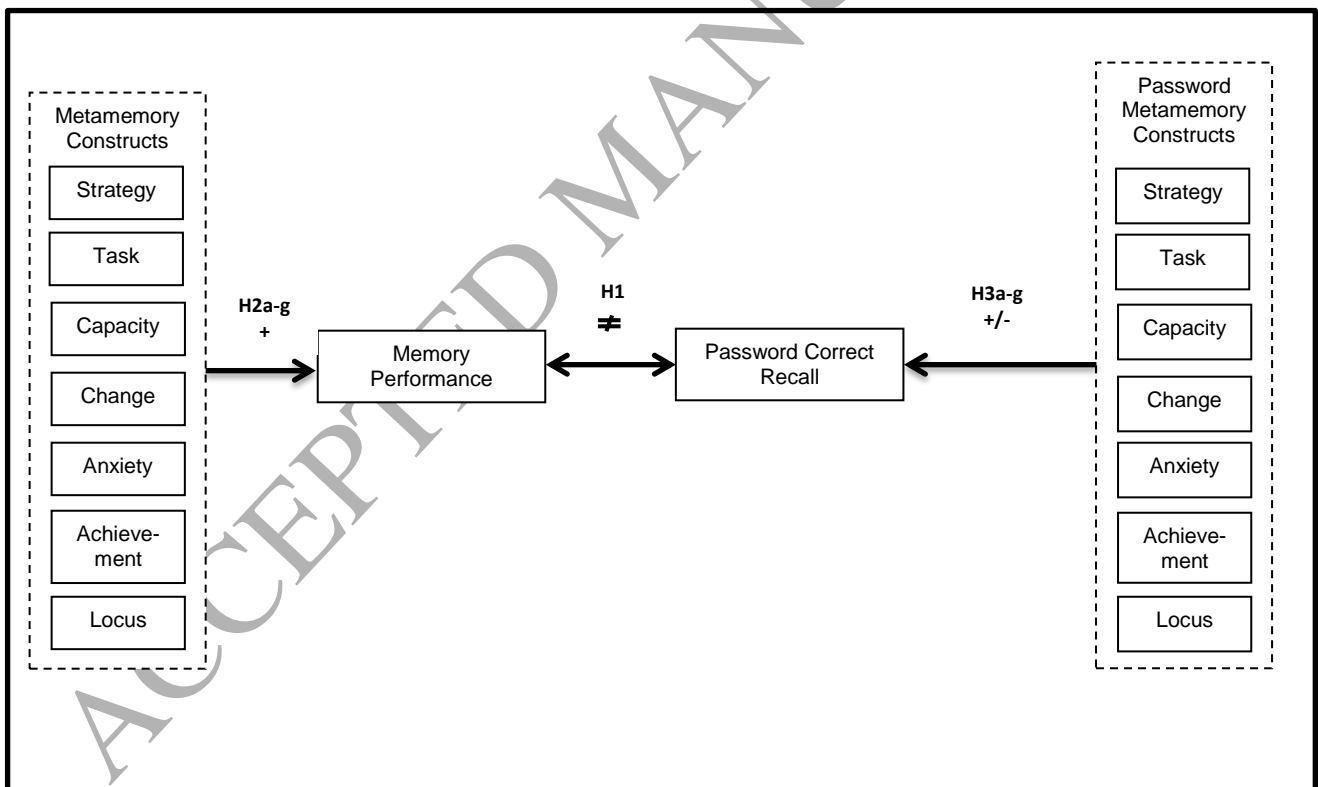 Metamemory
Constructs
Strategy
Task
Capacity
Change
Anxiety
Achieve-
ment
Locus
H2a-g
+
Memory
Performance
H1
≠
Password Correct
Recall
H3a-g
+/-
Password
Metamemory
Constructs
Strategy
Task
Capacity
Change
Anxiety
Achieve-
ment
Locus
ACCEPTED MAN